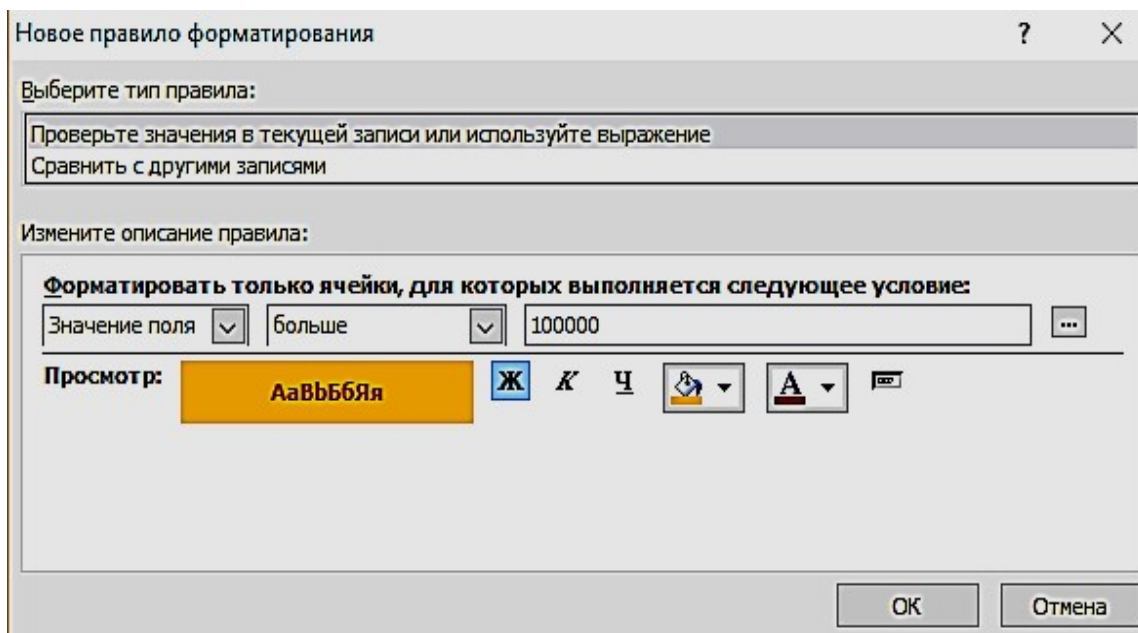 Новое правило форматирования ?
Выберите тип правила:
Проверьте значения в текущей записи или используйте выражение
Сравнить с другими записями
Измените описание правила:
Форматировать только ячейки, для которых выполняется следующее условие:
Значение поля больше 100000 ...
Просмотр: АаВbБбЯя Ж К Ч А
ОК Отмена